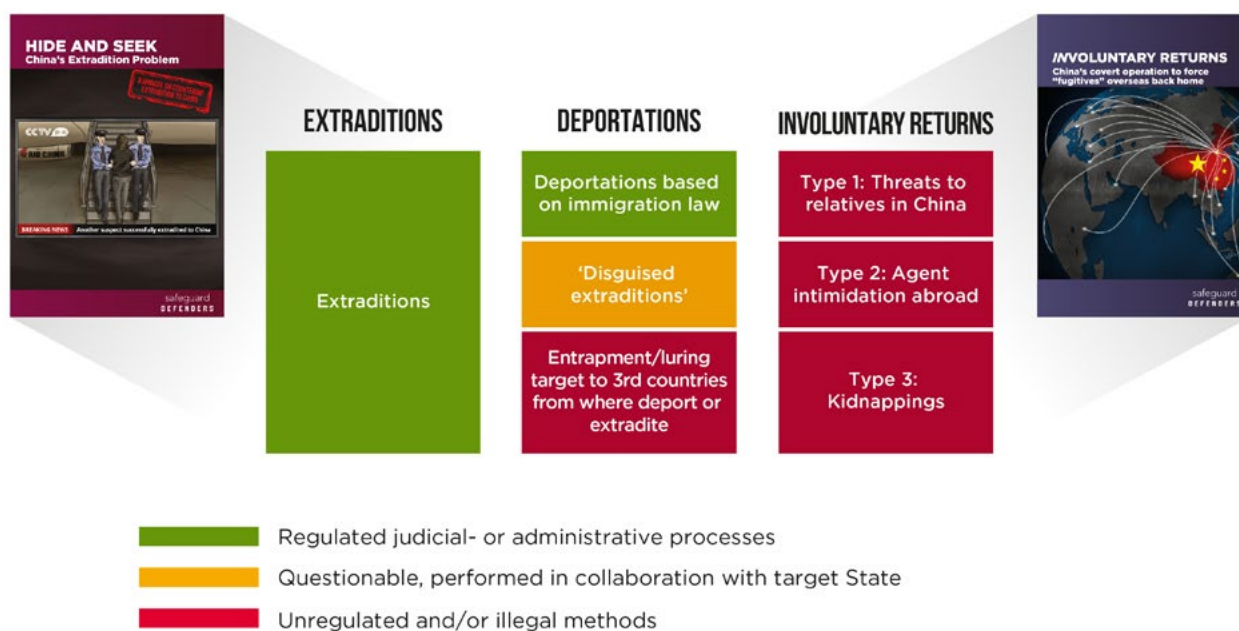 HIDE AND SEEK
China's Extradition Problem
CCTV
AIR CHINA
BREAKING NEWS Another suspect successfully extradited to China
safeguard
DEFENDERS
EXTRADITIONS
Extradictions
DEPORTATIONS
Deportations based
on immigration law
'Disguised
extraditions'
Entrapment/luring
target to 3rd countries
from where deport or
extradite
INVOLUNTARY RETURNS
Type 1: Threats to
relatives in China
Type 2: Agent
intimidation abroad
Type 3:
Kidnappings
INVOLUNTARY RETURNS
China's covert operation to force
"fugitives" overseas back home
safeguard
DEFENDERS
Regulated judicial- or administrative processes
Questionable, performed in collaboration with target State
Unregulated and/or illegal methods